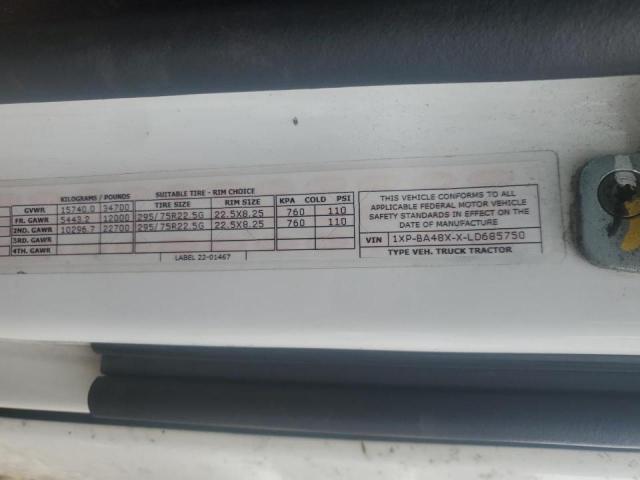 KILOGRAMS / POUNDS SUITABLE TIRE - RIM CHOICE
TIRE SIZE RIM SIZE KPA COLD PSI
GVWR 15740.0 34700
FR. GAWR 5443.2 12000 295/75R22.5G 22.5X8.25 760 110
2ND. GAWR 10296.7 22700 295/75R22.5G 22.5X8.25 760 110
3RD. GAWR
4TH. GAWR
LABEL 22-01467
THIS VEHICLE CONFORMS TO ALL
APPLICABLE FEDERAL MOTOR VEHICLE
SAFETY STANDARDS IN EFFECT ON THE
DATE OF MANUFACTURE
VIN 1XP-BA48X-X-LD685750
TYPE VEH. TRUCK TRACTOR